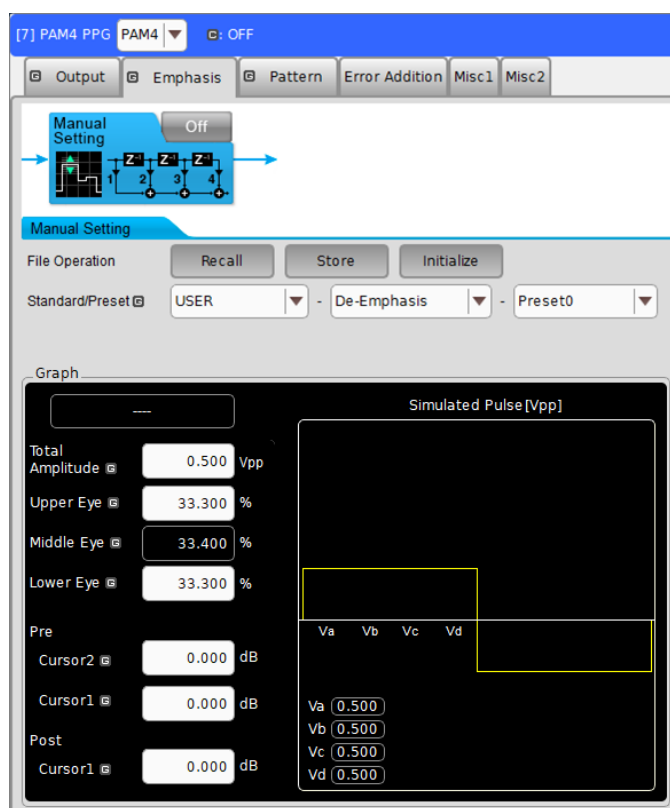 [7] PAM4 PPG PAM4 C: OFF
G Output G Emphasis G Pattern Error Addition Misc1 Misc2
Manual
Setting
Off
Z⁻¹ Z⁻¹ Z⁻¹
1 2 3 4
Manual Setting
File Operation Recall Store Initialize
Standard/Preset G USER - De-Emphasis - Preset0
Graph
---- Simulated Pulse[Vpp]
Total
Amplitude G 0.500 Vpp
Upper Eye G 33.300 %
Middle Eye G 33.400 %
Lower Eye G 33.300 %
Pre
Va Vb Vc Vd
Cursor2 G 0.000 dB
Cursor1 G 0.000 dB
Post
Cursor1 G 0.000 dB
Va 0.500
Vb 0.500
Vc 0.500
Vd 0.500